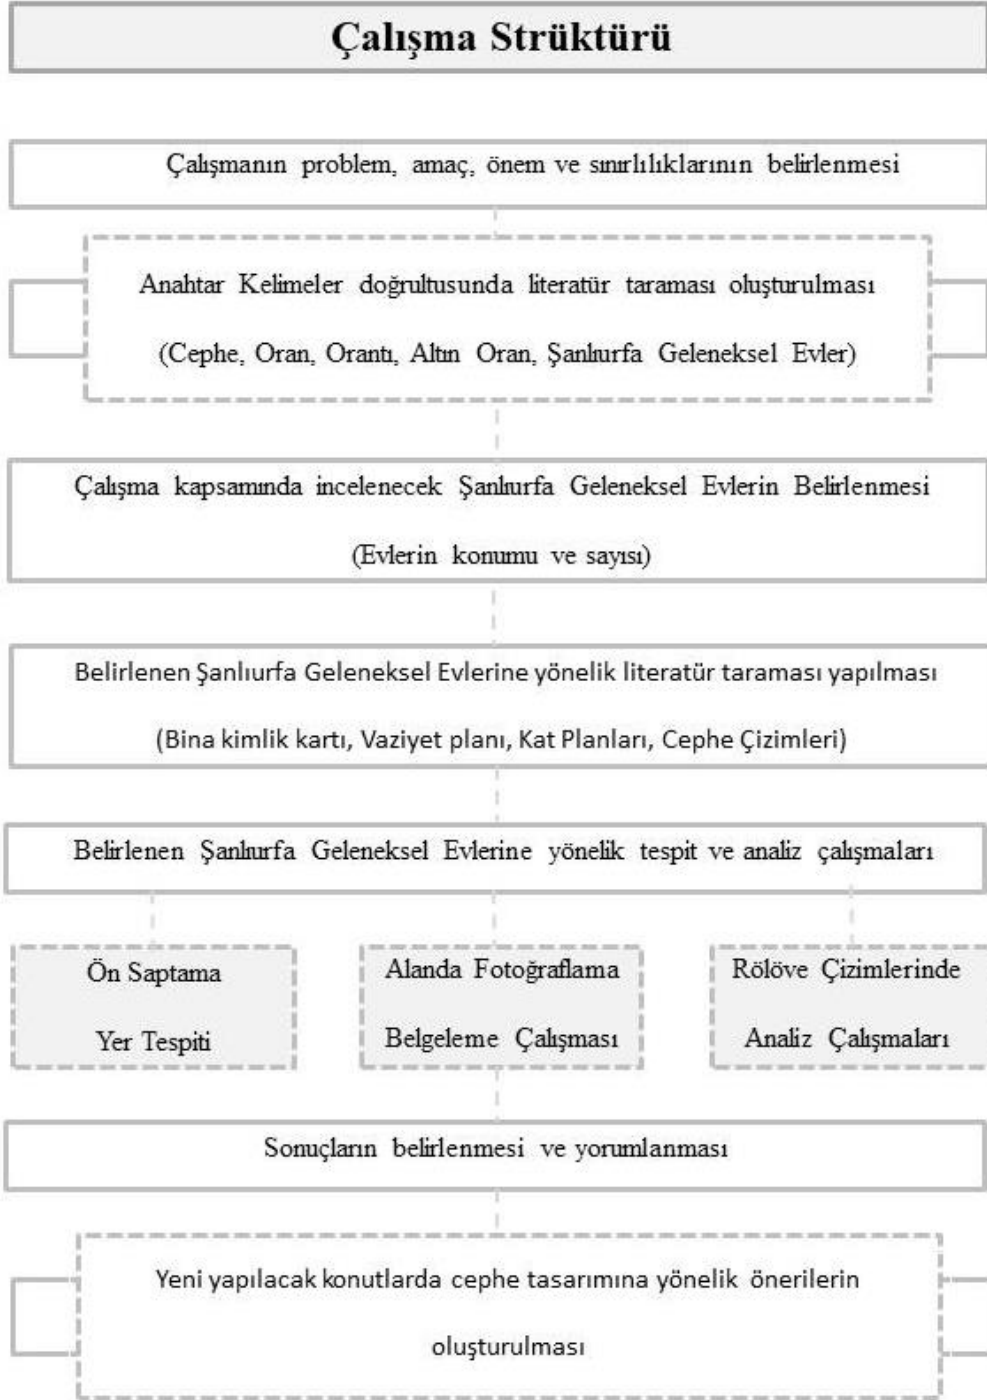 Çalışma Strüktürü
Çalışmanın problem, amaç, önem ve sınırlılıklarının belirlenmesi
Anahtar Kelimeler doğrultusunda literatür taraması oluşturulması
(Cephe, Oran, Orantı, Altın Oran, Şanlıurfa Geleneksel Evler)
Çalışma kapsamında incelenecek Şanlıurfa Geleneksel Evlerin Belirlenmesi
(Evlerin konumu ve sayısı)
Belirlenen Şanlıurfa Geleneksel Evlerine yönelik literatür taraması yapılması
(Bina kimlik kartı, Vaziyet planı, Kat Planları, Cephe Çizimleri)
Belirlenen Şanlıurfa Geleneksel Evlerine yönelik tespit ve analiz çalışmaları
Ön Saptama
Yer Tespiti
Alanda Fotoğraflama
Belgeleme Çalışması
Rölöve Çizimlerinde
Analiz Çalışmaları
Sonuçların belirlenmesi ve yorumlanması
Yeni yapılacak konutlarda cephe tasarımına yönelik önerilerin
oluşturulması